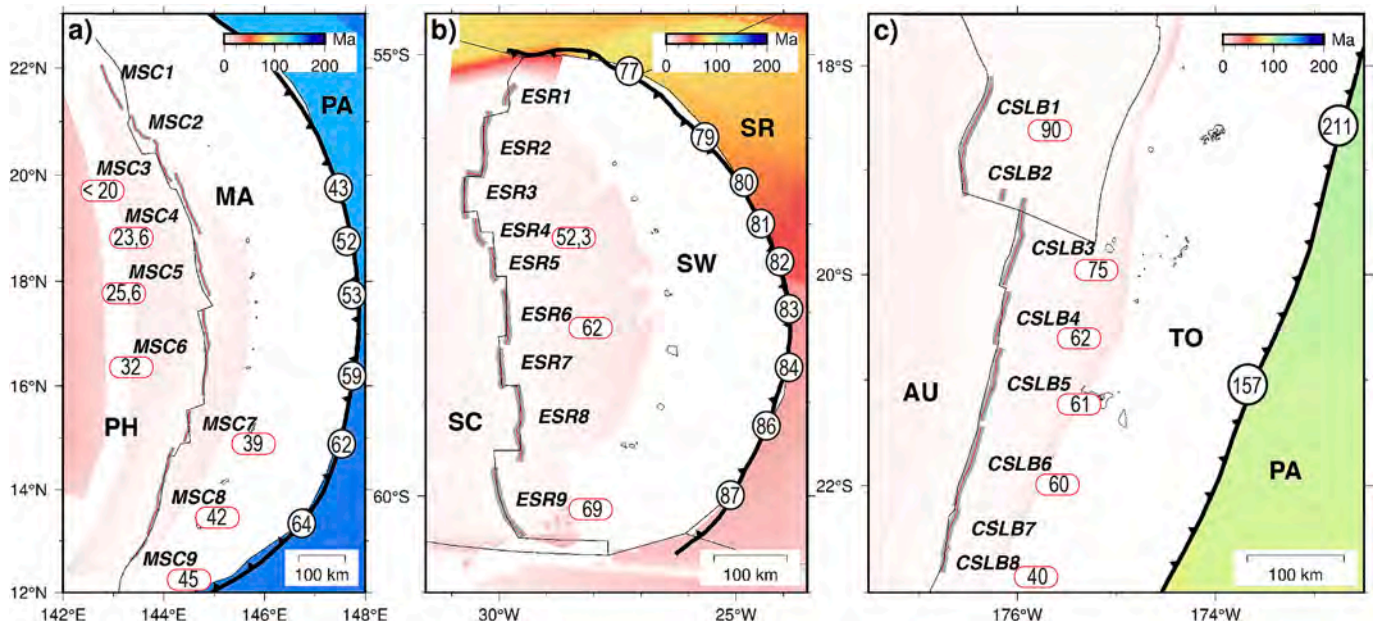 a)
Ma
0 100 200
22°N
20°N
18°N
16°N
14°N
12°N
142°E
144°E
146°E
148°E
MSC1
MSC2
MSC3
< 20
MSC4
23,6
MSC5
25,6
MSC6
32
MSC7
39
MSC8
42
MSC9
45
PA
MA
PH
43
52
53
59
62
64
100 km
b)
Ma
0 100 200
55°S
60°S
30°W
25°W
ESR1
ESR2
ESR3
ESR4
52,3
ESR5
ESR6
62
ESR7
ESR8
ESR9
69
SR
SW
SC
77
79
80
81
82
83
84
86
87
100 km
c)
Ma
0 100 200
18°S
20°S
22°S
176°W
174°W
CSLB1
90
CSLB2
CSLB3
75
CSLB4
62
CSLB5
61
CSLB6
60
CSLB7
CSLB8
40
AU
TO
PA
211
157
100 km